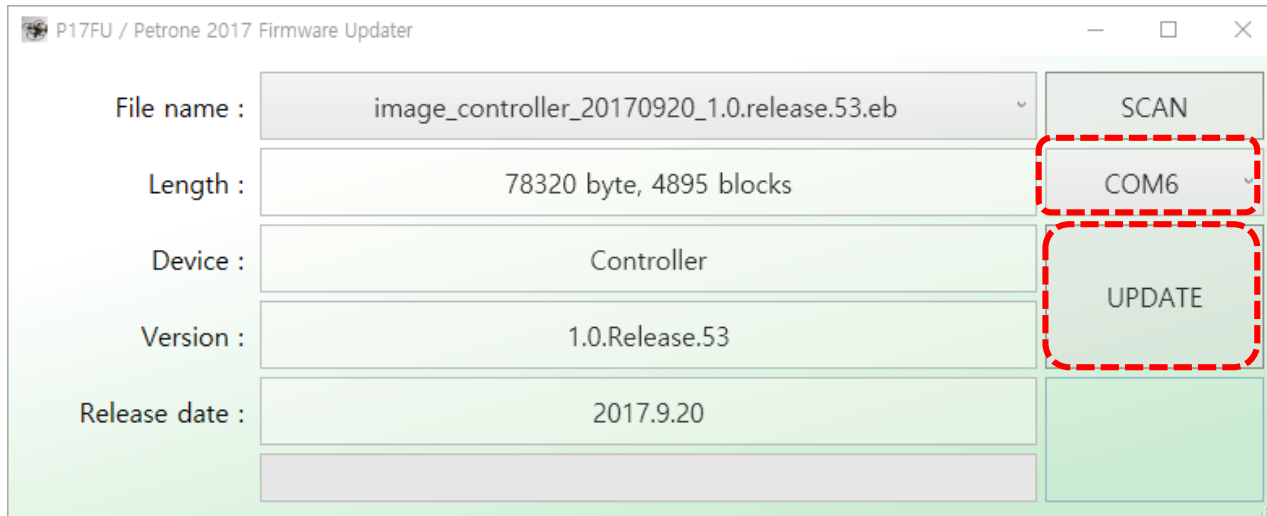 P17FU / Petrone 2017 Firmware Updater
File name : image_controller_20170920_1.0.release.53.eb SCAN
Length : 78320 byte, 4895 blocks COM6
Device : Controller
UPDATE
Version : 1.0.Release.53
Release date : 2017.9.20